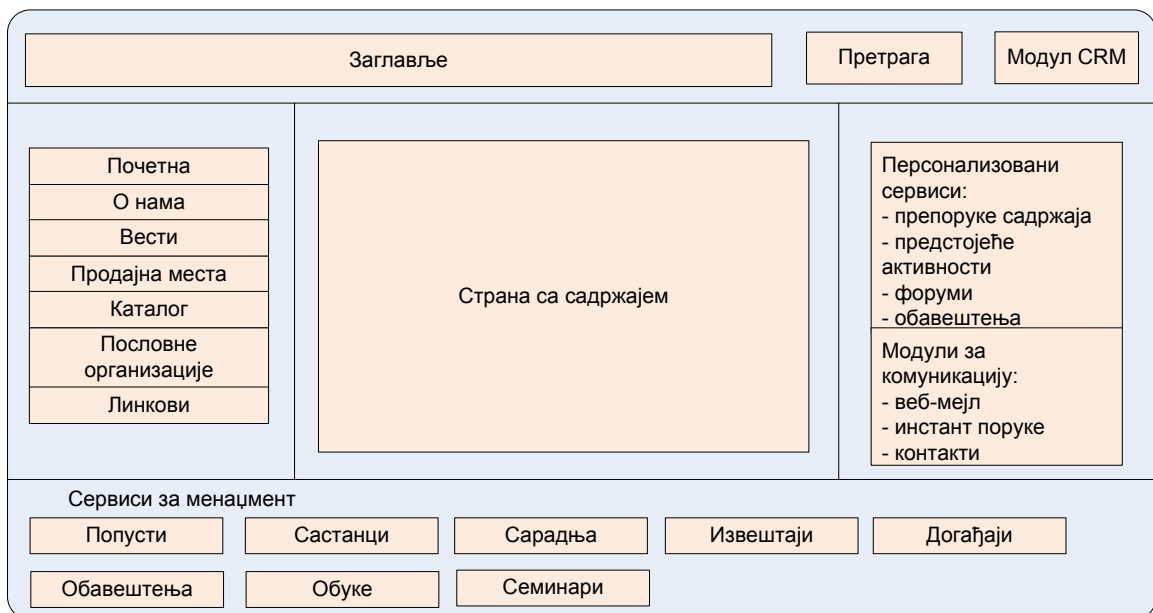 Заглавље
Претрага
Модул CRM
Почетна
О нама
Вести
Продајна места
Каталог
Пословне
организације
Линкови
Страна са садржајем
Персонализовани
сервиси:
- препоруке садржаја
- предстојеће
активности
- форуми
- обавештења
Модули за
комуникацију:
- веб-мејл
- инстант поруке
- контакти
Сервиси за менаџмент
Попусти
Састанци
Сарадња
Извештаји
Догађаји
Обавештења
Обуке
Семинари